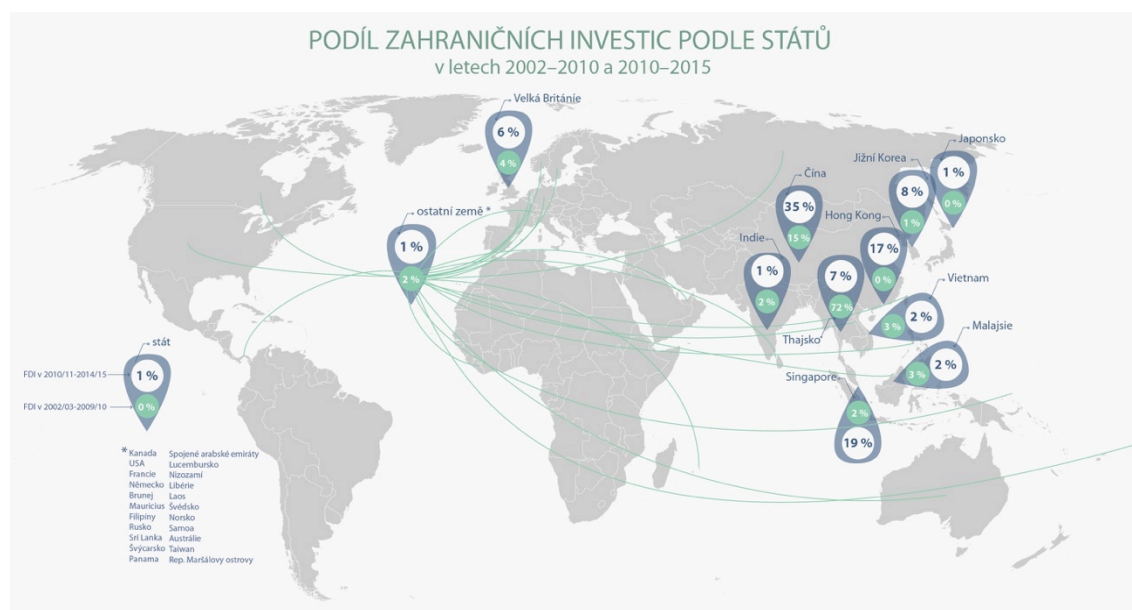 PODÍL ZAHRANIČNÍCH INVESTIC PODLE STÁTŮ
v letech 2002–2010 a 2010–2015
Velká Británie
6 %
4 %
ostatní země *
1 %
2 %
Čína
35 %
15 %
Indie
1 %
2 %
Thajsko
7 %
72 %
Hong Kong
17 %
0 %
Jižní Korea
8 %
1 %
Japonsko
1 %
0 %
Vietnam
2 %
3 %
Malajsie
2 %
3 %
Singapore
2 %
19 %
stát
FDI v 2010/11-2014/15
1 %
FDI v 2002/03-2009/10
0 %
* Kanada
USA
Francie
Německo
Brunej
Mauricius
Filipíny
Rusko
Srí Lanka
Švýcarsko
Panama
Spojené arabské emiráty
Lucembursko
Nizozamí
Libérie
Laos
Švédsko
Norsko
Samoa
Austrálie
Taiwan
Rep. Maršálovy ostrovy